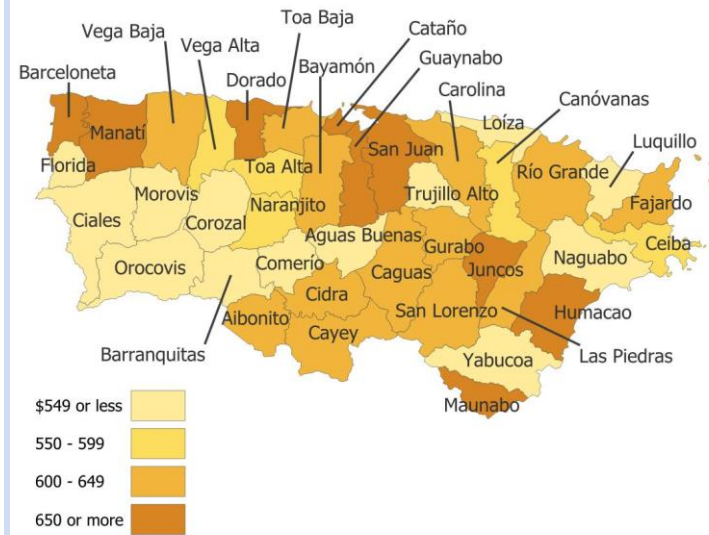 Toa Baja
Vega Baja
Vega Alta
Cataño
Guaynabo
Barceloneta
Dorado
Bayamón
Carolina
Canóvanas
Manatí
Loíza
Luquillo
San Juan
Florida
Toa Alta
Río Grande
Morovis
Trujillo Alto
Fajardo
Ciales
Corozal
Naranjito
Aguas Buenas
Gurabo
Ceiba
Naguabo
Orocovis
Comerío
Caguas
Juncos
Cidra
Humacao
Aibonito
San Lorenzo
Cayey
Barranquitas
Las Piedras
Yabucoa
Maunabo
$549 or less
550 - 599
600 - 649
650 or more